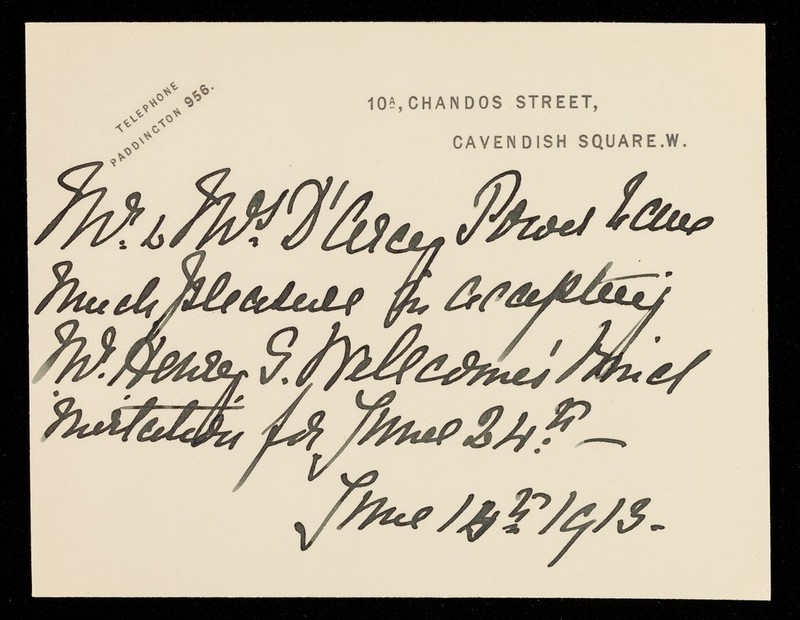 TELEPHONE
PADDINGTON 956.
10A, CHANDOS STREET,
CAVENDISH SQUARE.W.
Mr. & Mrs. D'Arcy Power have
much pleasure in accepting
Mr. Henry S. Wellcome's kind
invitation for June 24th —
June 14th 1913.